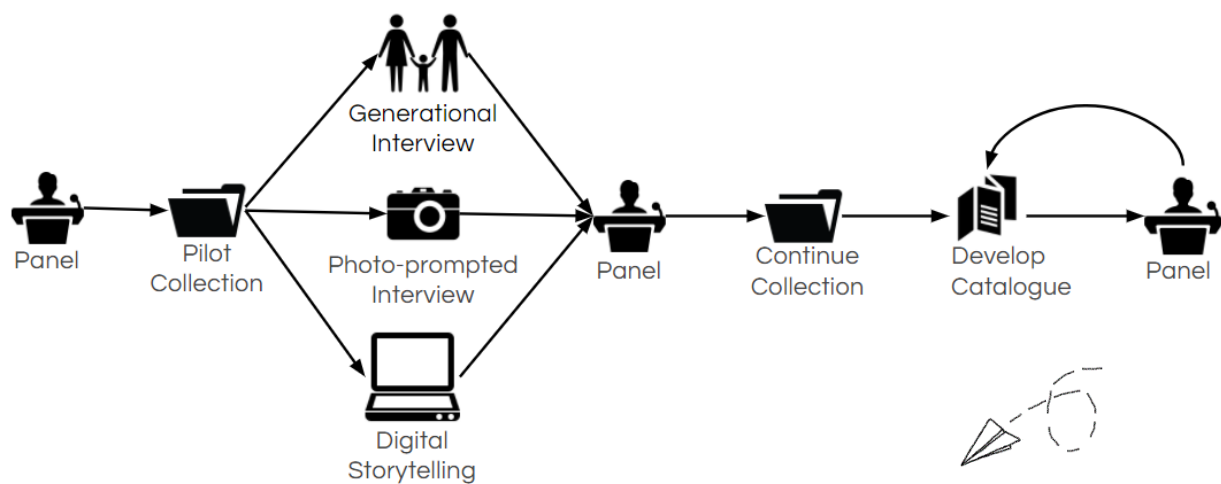 Panel
Pilot
Collection
Generational
Interview
Photo-prompted
Interview
Digital
Storytelling
Panel
Continue
Collection
Develop
Catalogue
Panel